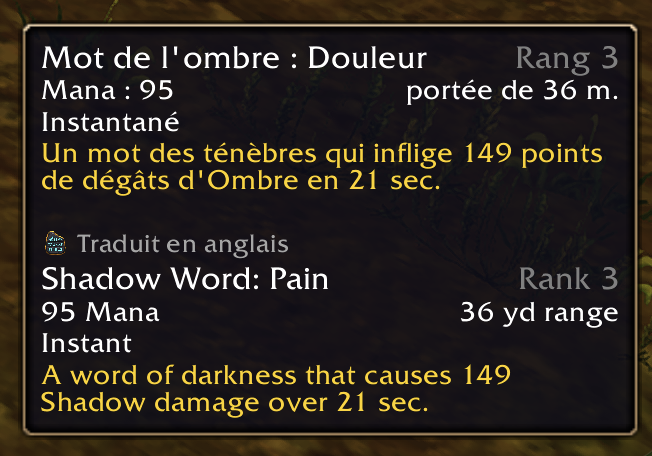 Mot de l'ombre : Douleur Rang 3
Mana : 95 portée de 36 m.
Instantané
Un mot des ténèbres qui inflige 149 points
de dégâts d'Ombre en 21 sec.
Traduit en anglais
Shadow Word: Pain Rank 3
95 Mana 36 yd range
Instant
A word of darkness that causes 149
Shadow damage over 21 sec.